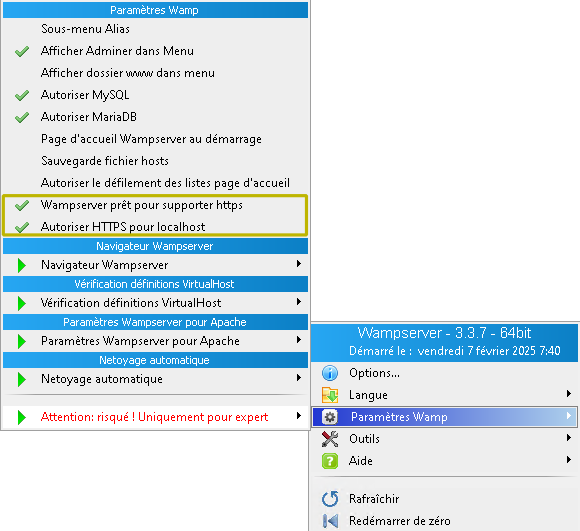 Paramètres Wamp
Sous-menu Alias
Afficher Adminer dans Menu
Afficher dossier www dans menu
Autoriser MySQL
Autoriser MariaDB
Page d'accueil Wampserver au démarrage
Sauvegarde fichier hosts
Autoriser le défilement des listes page d'accueil
Wampserver prêt pour supporter https
Autoriser HTTPS pour localhost
Navigateur Wampserver
Navigateur Wampserver
Vérification définitions VirtualHost
Vérification définitions VirtualHost
Paramètres Wampserver pour Apache
Paramètres Wampserver pour Apache
Nettoyage automatique
Nettoyage automatique
Attention: risqué ! Uniquement pour expert
Wampserver - 3.3.7 - 64bit
Démarré le : vendredi 7 février 2025 7:40
Options...
Langue
Paramètres Wamp
Outils
Aide
Rafraîchir
Redémarrer de zéro